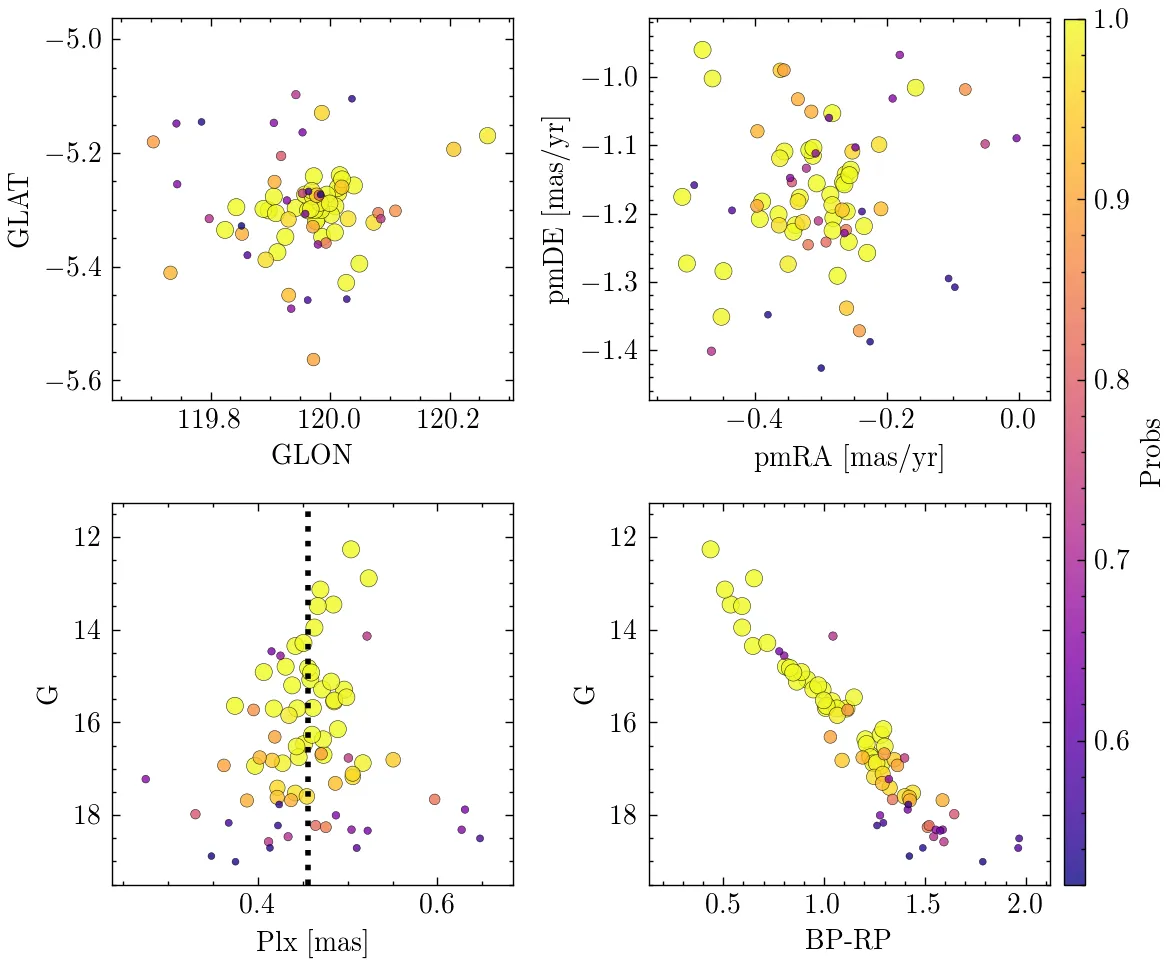 −5.0
−5.2
−5.4
−5.6
GLAT
119.8 120.0 120.2
GLON
−1.0
−1.1
−1.2
−1.3
−1.4
pmDE [mas/yr]
−0.4 −0.2 0.0
pmRA [mas/yr]
12
14
16
18
G
0.4 0.6
Plx [mas]
12
14
16
18
G
0.5 1.0 1.5 2.0
BP-RP
1.0
0.9
0.8
0.7
0.6
Probs